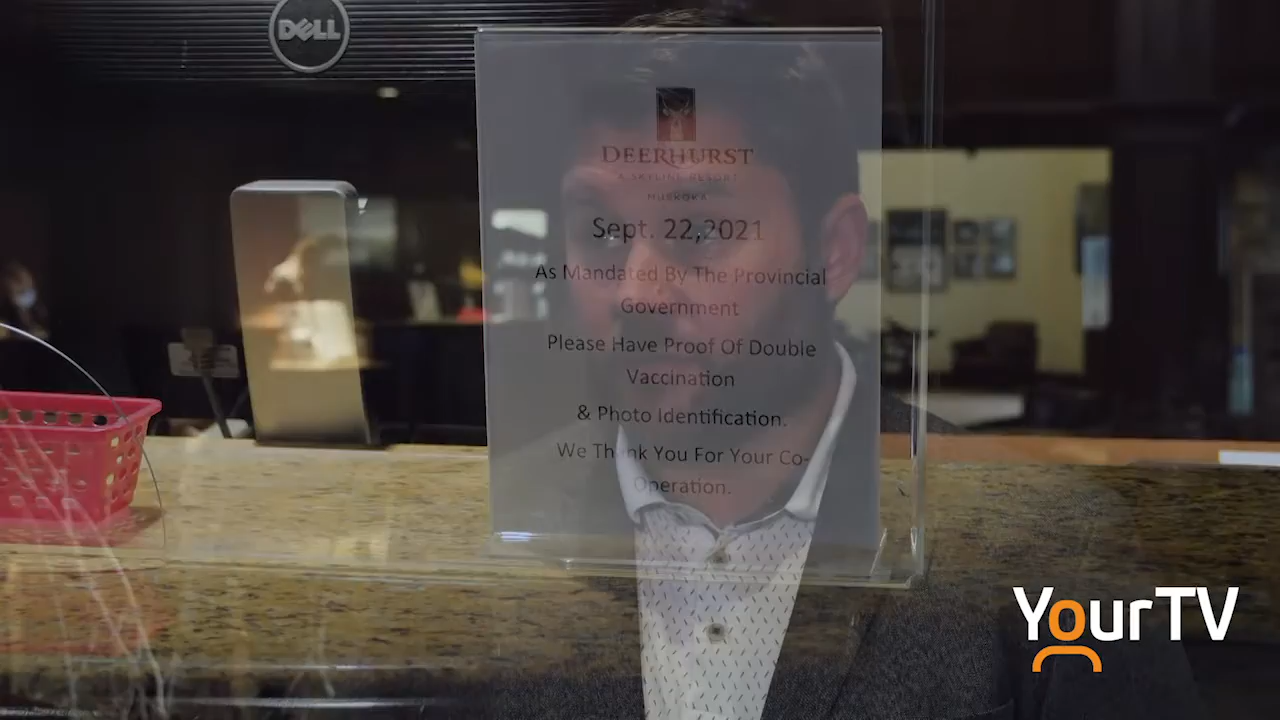 DELL
DEERHURST
A SKYLINE RESORT
MUSKOKA
Sept. 22,2021
As Mandated By The Provincial
Government
Please Have Proof Of Double
Vaccination
& Photo Identification.
We Thank You For Your Co-
Operation.
YourTV